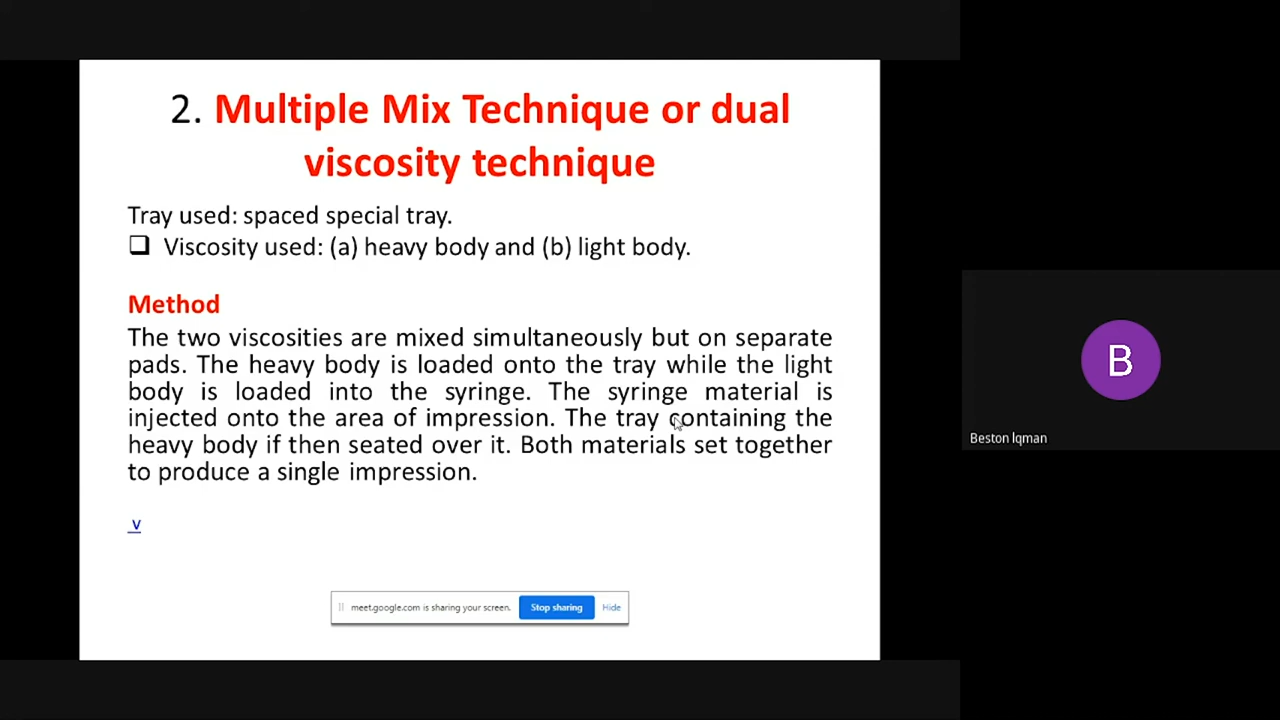 2. Multiple Mix Technique or dual
viscosity technique
Tray used: spaced special tray.
❑ Viscosity used: (a) heavy body and (b) light body.
Method
The two viscosities are mixed simultaneously but on separate
pads. The heavy body is loaded onto the tray while the light
body is loaded into the syringe. The syringe material is
injected onto the area of impression. The tray containing the
heavy body if then seated over it. Both materials set together
to produce a single impression.
v
meet.google.com is sharing your screen. Stop sharing Hide
B
Beston Iqman